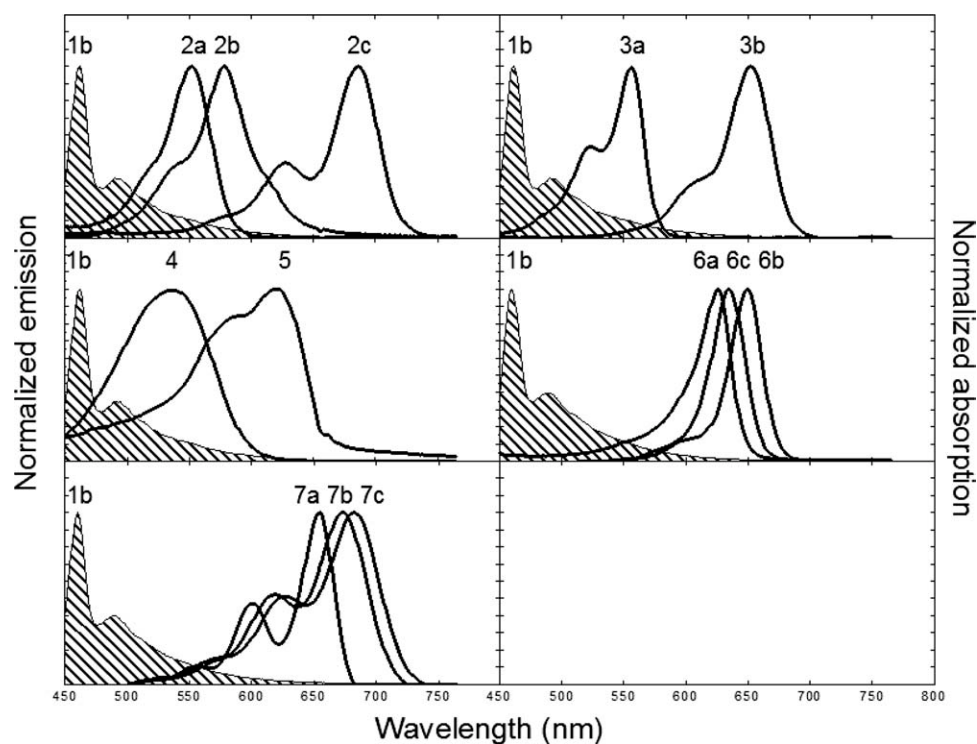 1b 2a 2b 2c 1b 3a 3b
1b 4 5 1b 6a 6c 6b
1b 7a 7b 7c
Normalized emission
Normalized absorption
450 500 550 600 650 700 750 500 550 600 650 700 750 800
Wavelength (nm)